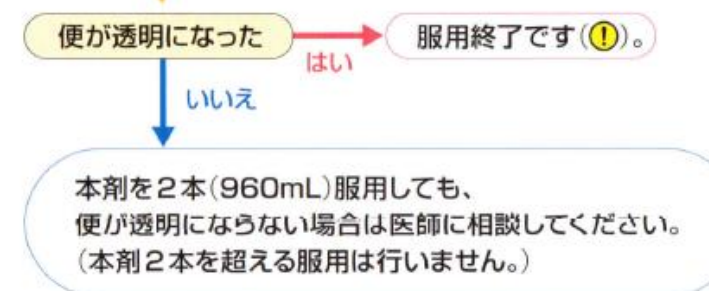 便が透明になった
はい
服用終了です(!)。
いいえ
本剤を2本(960mL)服用しても、
便が透明にならない場合は医師に相談してください。
(本剤2本を超える服用は行いません。)